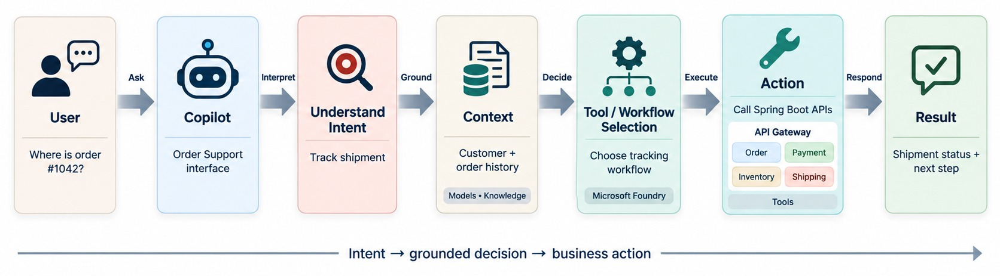 Ask
Interpret
Ground
Decide
Execute
Respond
User
Where is order
#1042?
Copilot
Order Support
interface
Understand
Intent
Track shipment
Context
Customer +
order history
Models • Knowledge
Tool / Workflow
Selection
Choose tracking
workflow
Microsoft Foundry
Action
Call Spring Boot APIs
API Gateway
Order
Payment
Inventory
Shipping
Tools
Result
Shipment status +
next step
Intent → grounded decision → business action